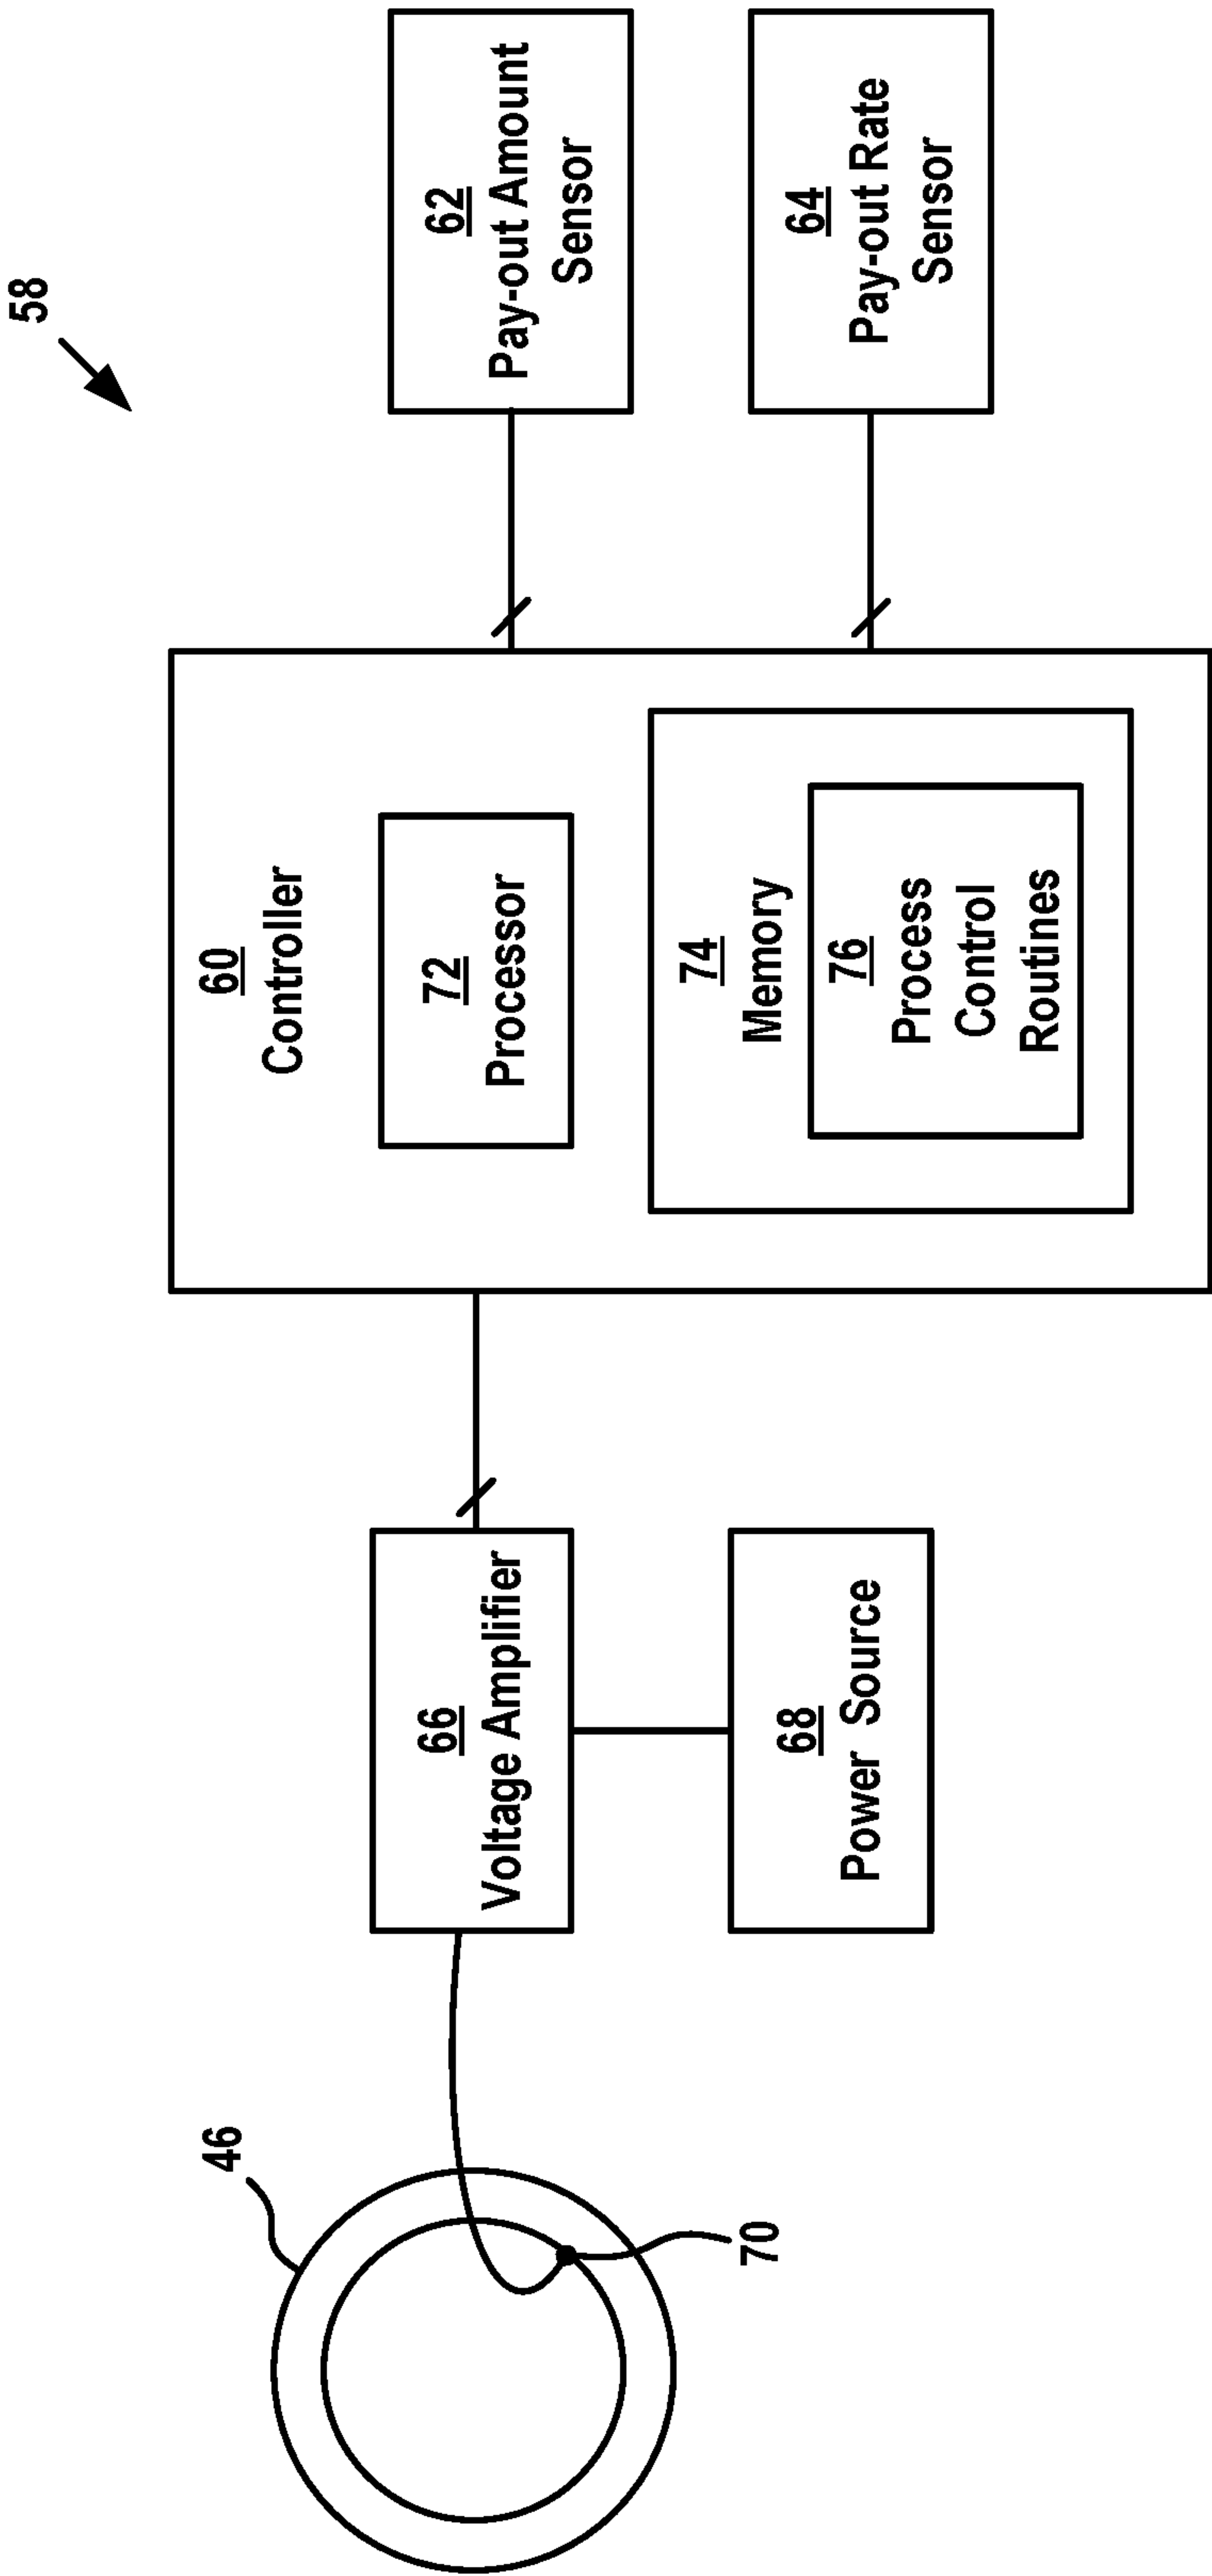 58
46
70
66
Voltage Amplifier
68
Power Source
60
Controller
72
Processor
74
Memory
76
Process
Control
Routines
62
Pay-out Amount
Sensor
64
Pay-out Rate
Sensor